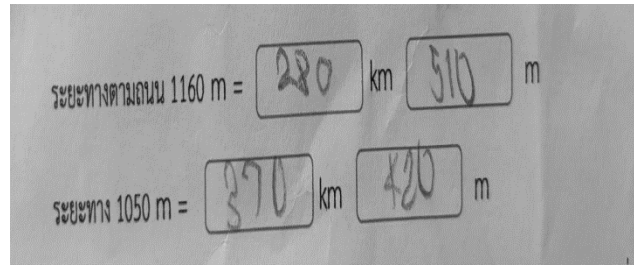 ระยะทางตามถนน 1160 m = 280 km 510 m
ระยะทาง 1050 m = 370 km 420 m